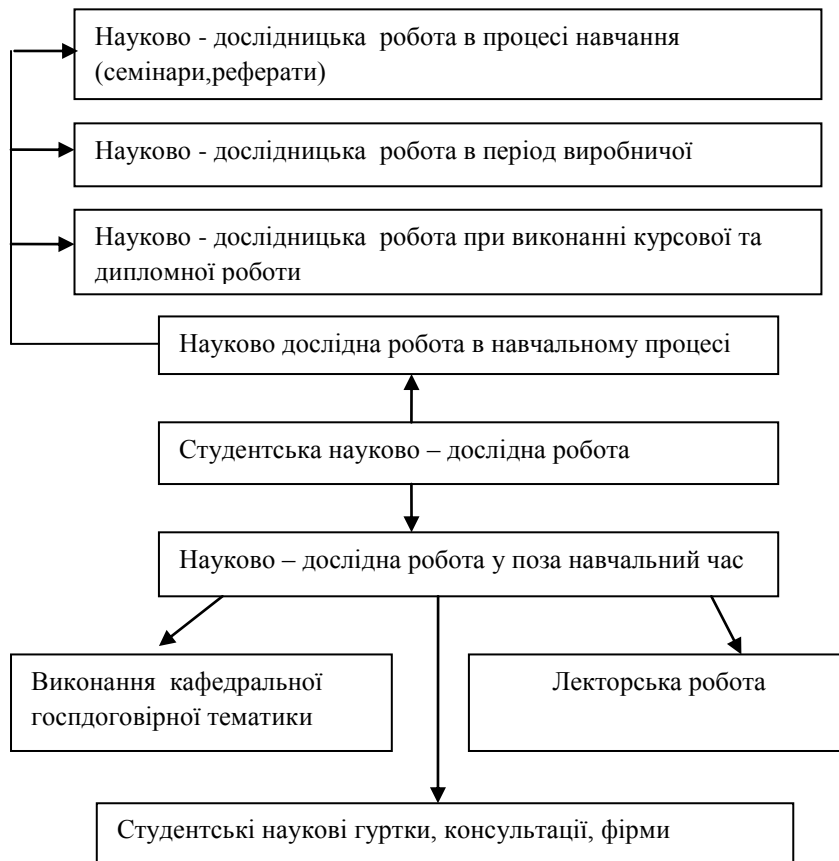 Науково - дослідницька робота в процесі навчання
(семінари,реферати)
Науково - дослідницька робота в період виробничої
Науково - дослідницька робота при виконанні курсової та
дипломної роботи
Науково дослідна робота в навчальному процесі
Студентська науково – дослідна робота
Науково – дослідна робота у поза навчальний час
Виконання кафедральної
госпдоговірної тематики
Лекторська робота
Студентські наукові гуртки, консультації, фірми